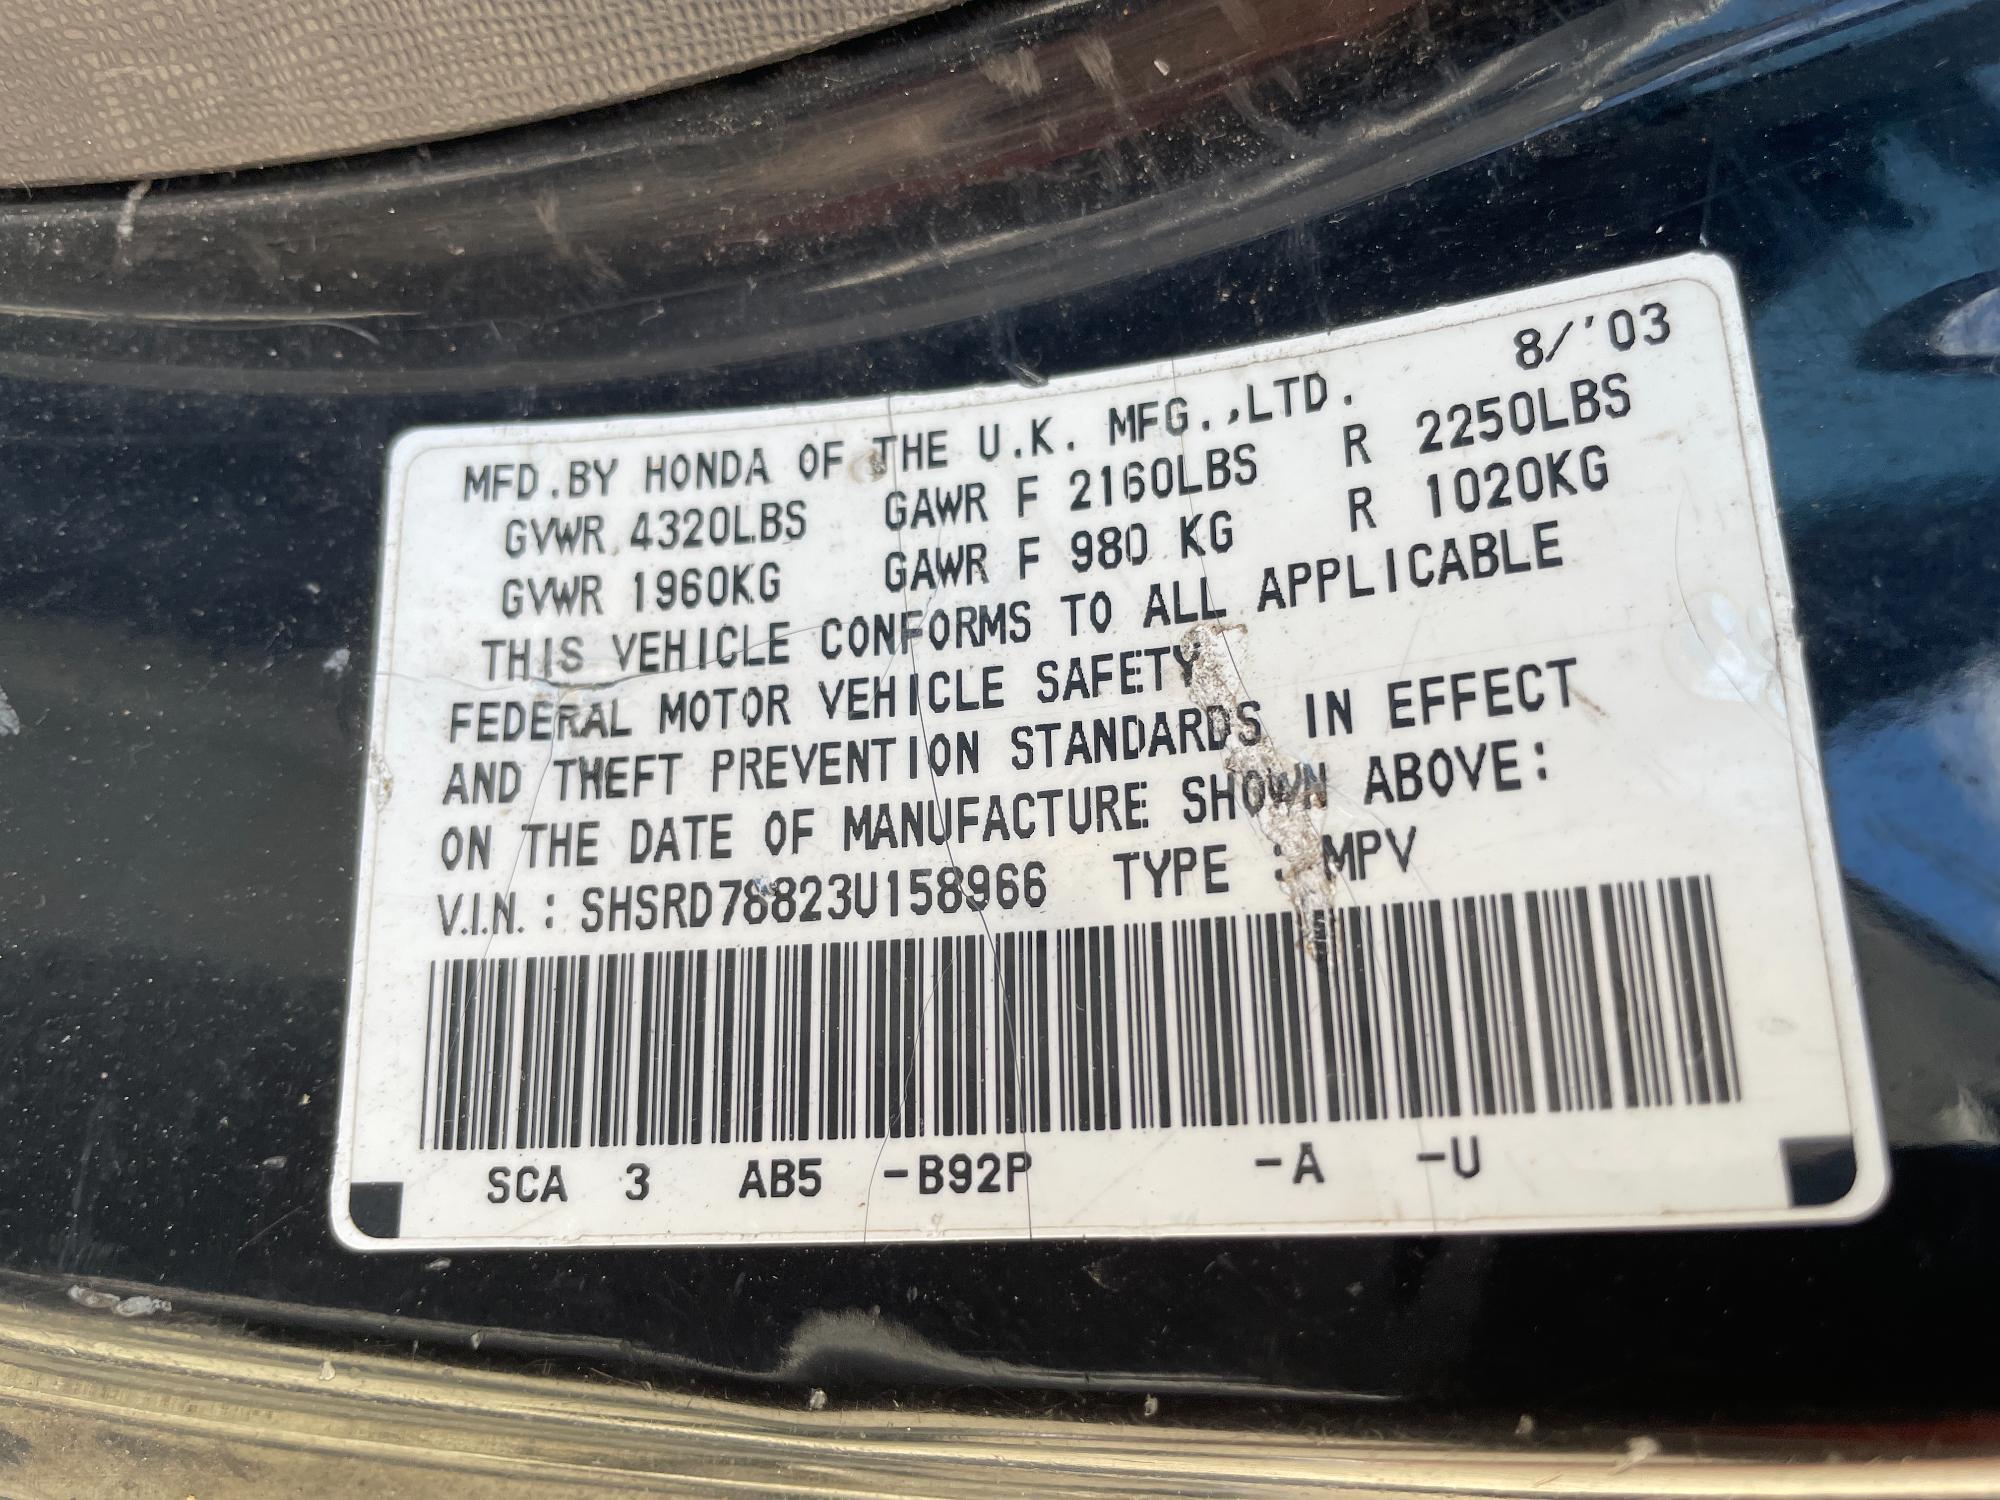 8/'03
MFD.BY HONDA OF THE U.K. MFG.,LTD.
GVWR 4320LBS GAWR F 2160LBS R 2250LBS
GVWR 1960KG GAWR F 980 KG R 1020KG
THIS VEHICLE CONFORMS TO ALL APPLICABLE
FEDERAL MOTOR VEHICLE SAFETY
AND THEFT PREVENTION STANDARDS IN EFFECT
ON THE DATE OF MANUFACTURE SHOWN ABOVE:
V.I.N. : SHSRD78823U158966 TYPE : MPV
SCA 3 AB5 -B92P -A -U